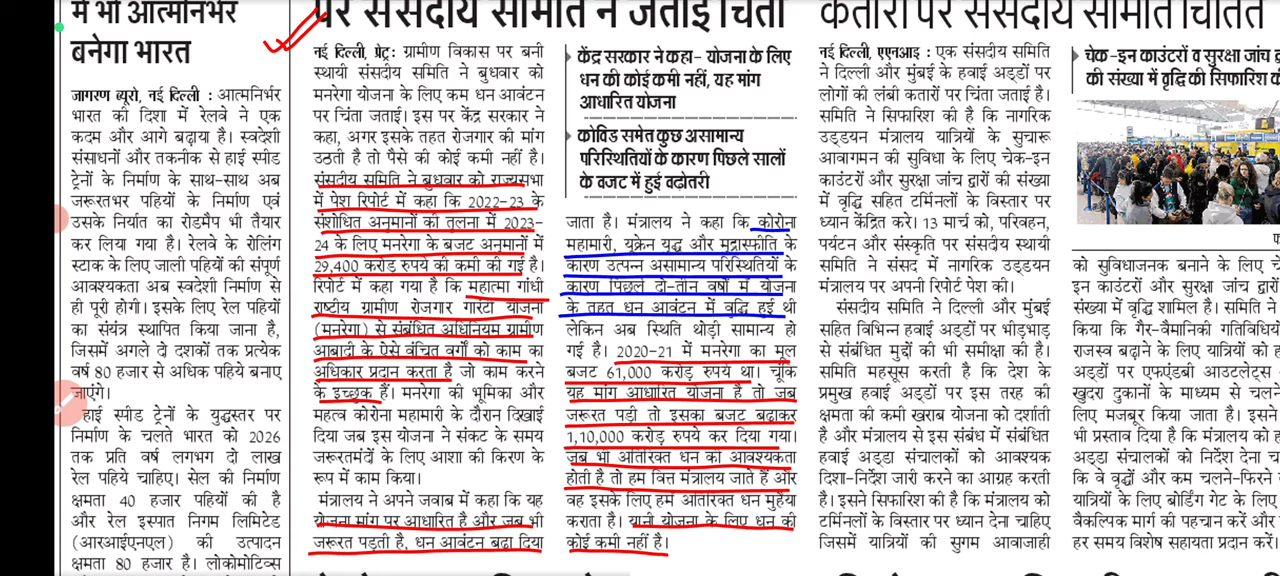 में भी आत्मनिर्भर
बनेगा भारत
जागरण ब्यूरो, नई दिल्ली : आत्मनिर्भर
भारत की दिशा में रेलवे ने एक
कदम और आगे बढ़ाया है। स्वदेशी
संसाधनों और तकनीक से हाई स्पीड
ट्रेनों के निर्माण के साथ-साथ अब
जरूरतभर पहियों के निर्माण एवं
उसके निर्यात का रोडमैप भी तैयार
कर लिया गया है। रेलवे के रोलिंग
स्टाक के लिए जाली पहियों की संपूर्ण
आवश्यकता अब स्वदेशी निर्माण से
ही पूरी होगी। इसके लिए रेल पहियों
का संयंत्र स्थापित किया जाना है,
जिसमें अगले दो दशकों तक प्रत्येक
वर्ष 80 हजार से अधिक पहिये बनाए
जाएंगे।
हाई स्पीड ट्रेनों के युद्धस्तर पर
निर्माण के चलते भारत को 2026
तक प्रति वर्ष लगभग दो लाख
रेल पहिये चाहिए। सेल की निर्माण
क्षमता 40 हजार पहियों की है
और रेल इस्पात निगम लिमिटेड
(आरआईएनएल) की उत्पादन
क्षमता 80 हजार है। लोकोमोटिव्स
पर संसदीय समिति ने जताई चिंता
नई दिल्ली, प्रेट्र: ग्रामीण विकास पर बनी
स्थायी संसदीय समिति ने बुधवार को
मनरेगा योजना के लिए कम धन आवंटन
पर चिंता जताई। इस पर केंद्र सरकार ने
कहा, अगर इसके तहत रोजगार की मांग
उठती है तो पैसे की कोई कमी नहीं है।
संसदीय समिति ने बुधवार को राज्यसभा
में पेश रिपोर्ट में कहा कि 2022-23 के
संशोधित अनुमानों की तुलना में 2023-
24 के लिए मनरेगा के बजट अनुमानों में
29,400 करोड़ रुपये की कमी की गई है।
रिपोर्ट में कहा गया है कि महात्मा गांधी
राष्ट्रीय ग्रामीण रोजगार गारंटी योजना
(मनरेगा) से संबंधित अधिनियम ग्रामीण
आबादी के ऐसे वंचित वर्गों को काम का
अधिकार प्रदान करता है जो काम करने
के इच्छुक हैं। मनरेगा की भूमिका और
महत्व कोरोना महामारी के दौरान दिखाई
दिया जब इस योजना ने संकट के समय
जरूरतमंदों के लिए आशा की किरण के
रूप में काम किया।
मंत्रालय ने अपने जवाब में कहा कि यह
योजना मांग पर आधारित है और जब भी
जरूरत पड़ती है, धन आवंटन बढ़ा दिया
केंद्र सरकार ने कहा- योजना के लिए
धन की कोई कमी नहीं, यह मांग
आधारित योजना
कोविड समेत कुछ असामान्य
परिस्थितियों के कारण पिछले सालों
के बजट में हुई बढ़ोतरी
जाता है। मंत्रालय ने कहा कि कोरोना
महामारी, यूक्रेन युद्ध और मुद्रास्फीति के
कारण उत्पन्न असामान्य परिस्थितियों के
कारण पिछले दो-तीन वर्षों में योजना
के तहत धन आवंटन में वृद्धि हुई थी
लेकिन अब स्थिति थोड़ी सामान्य हो
गई है। 2020-21 में मनरेगा का मूल
बजट 61,000 करोड़ रुपये था। चूंकि
यह मांग आधारित योजना है तो जब
जरूरत पड़ी तो इसका बजट बढ़ाकर
1,10,000 करोड़ रुपये कर दिया गया।
जब भी अतिरिक्त धन की आवश्यकता
होती है तो हम वित्त मंत्रालय जाते हैं और
वह इसके लिए हमें अतिरिक्त धन मुहैया
कराता है। यानी योजना के लिए धन की
कोई कमी नहीं है।
कतारों पर संसदीय समिति चिंतित
नई दिल्ली, एएनआइ : एक संसदीय समिति
ने दिल्ली और मुंबई के हवाई अड्डों पर
लोगों की लंबी कतारों पर चिंता जताई है।
समिति ने सिफारिश की है कि नागरिक
उड्डयन मंत्रालय यात्रियों के सुचारू
आवागमन की सुविधा के लिए चेक-इन
काउंटरों और सुरक्षा जांच द्वारों की संख्या
में वृद्धि सहित टर्मिनलों के विस्तार पर
ध्यान केंद्रित करे। 13 मार्च को, परिवहन,
पर्यटन और संस्कृति पर संसदीय स्थायी
समिति ने संसद में नागरिक उड्डयन
मंत्रालय पर अपनी रिपोर्ट पेश की।
संसदीय समिति ने दिल्ली और मुंबई
सहित विभिन्न हवाई अड्डों पर भीड़भाड़
से संबंधित मुद्दों की भी समीक्षा की है।
समिति महसूस करती है कि देश के
प्रमुख हवाई अड्डों पर इस तरह की
क्षमता की कमी खराब योजना को दर्शाती
है और मंत्रालय से इस संबंध में संबंधित
हवाई अड्डा संचालकों को आवश्यक
दिशा-निर्देश जारी करने का आग्रह करती
है। इसने सिफारिश की है कि मंत्रालय को
टर्मिनलों के विस्तार पर ध्यान देना चाहिए
जिसमें यात्रियों की सुगम आवाजाही
चेक-इन काउंटरों व सुरक्षा जांच
की संख्या में वृद्धि की सिफारिश
को सुविधाजनक बनाने के लिए
इन काउंटरों और सुरक्षा जांच
संख्या में वृद्धि शामिल है। समिति ने
किया कि गैर-वैमानिकी गतिविधियों
राजस्व बढ़ाने के लिए यात्रियों को
अड्डों पर एफएंडबी आउटलेट्स
खुदरा दुकानों के माध्यम से चलने
लिए मजबूर किया जाता है। इसने
भी प्रस्ताव दिया है कि मंत्रालय को
अड्डा संचालकों को निर्देश देना
कि वे वृद्धों और कम चलने-फिरने
यात्रियों के लिए बोर्डिंग गेट के लिए
वैकल्पिक मार्ग की पहचान करें और
हर समय विशेष सहायता प्रदान करें।